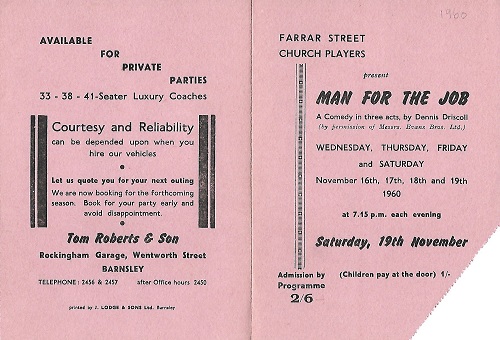 AVAILABLE
FOR
PRIVATE
PARTIES
33 - 38 - 41-Seater Luxury Coaches
Courtesy and Reliability
can be depended upon when you
hire our vehicles
Let us quote you for your next outing
We are now booking for the forthcoming
season. Book for your party early and
avoid disappointment.
Tom Roberts & Son
Rockingham Garage, Wentworth Street
BARNSLEY
TELEPHONE: 2456 & 2457 after Office hours 2450
printed by J. LODGE & SONS Ltd. Barnsley
1960
FARRAR STREET
CHURCH PLAYERS
present
MAN FOR THE JOB
A Comedy in three acts, by Dennis Driscoll
(by permission of Messrs. Evans Bros. Ltd.)
WEDNESDAY, THURSDAY, FRIDAY
and SATURDAY
November 16th, 17th, 18th and 19th
1960
at 7.15 p.m. each evening
Saturday, 19th November
Admission by
Programme
2/6
(Children pay at the door) 1/-